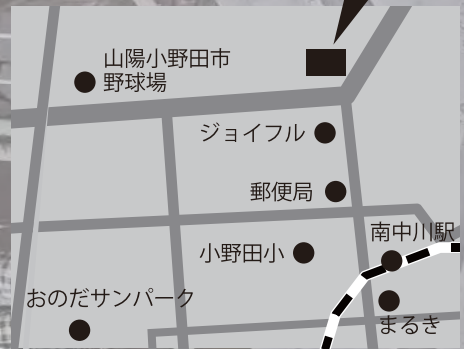 山陽小野田市
野球場
ジョイフル
郵便局
南中川駅
小野田小
おのだサンパーク
まるき